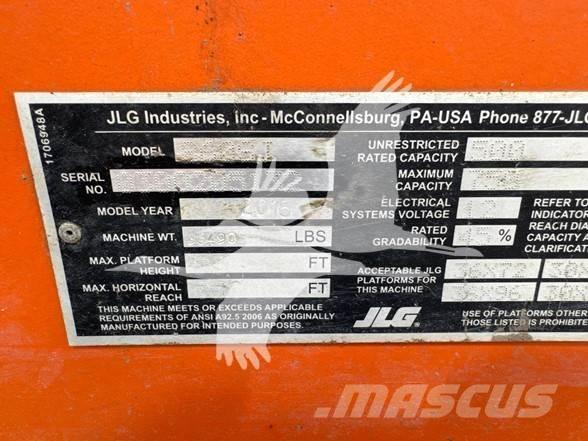 JLG Industries, Inc - McConnellsburg, PA-USA Phone 877-JLG
1706948A
MODEL
SERIAL NO.
MODEL YEAR 2016
MACHINE WT. LBS
MAX. PLATFORM HEIGHT FT
MAX. HORIZONTAL REACH FT
THIS MACHINE MEETS OR EXCEEDS APPLICABLE
REQUIREMENTS OF ANSI A92.5 2006 AS ORIGINALLY
MANUFACTURED FOR INTENDED PURPOSES.
UNRESTRICTED RATED CAPACITY
MAXIMUM CAPACITY
ELECTRICAL SYSTEMS VOLTAGE
RATED GRADABILITY 45 %
ACCEPTABLE JLG
PLATFORMS FOR
THIS MACHINE
JLG
REFER TO
INDICATOR
REACH DIA
CAPACITY
CLARIFICA
USE OF PLATFORMS OTHER
THOSE LISTED IS PROHIBITE
MASCUS